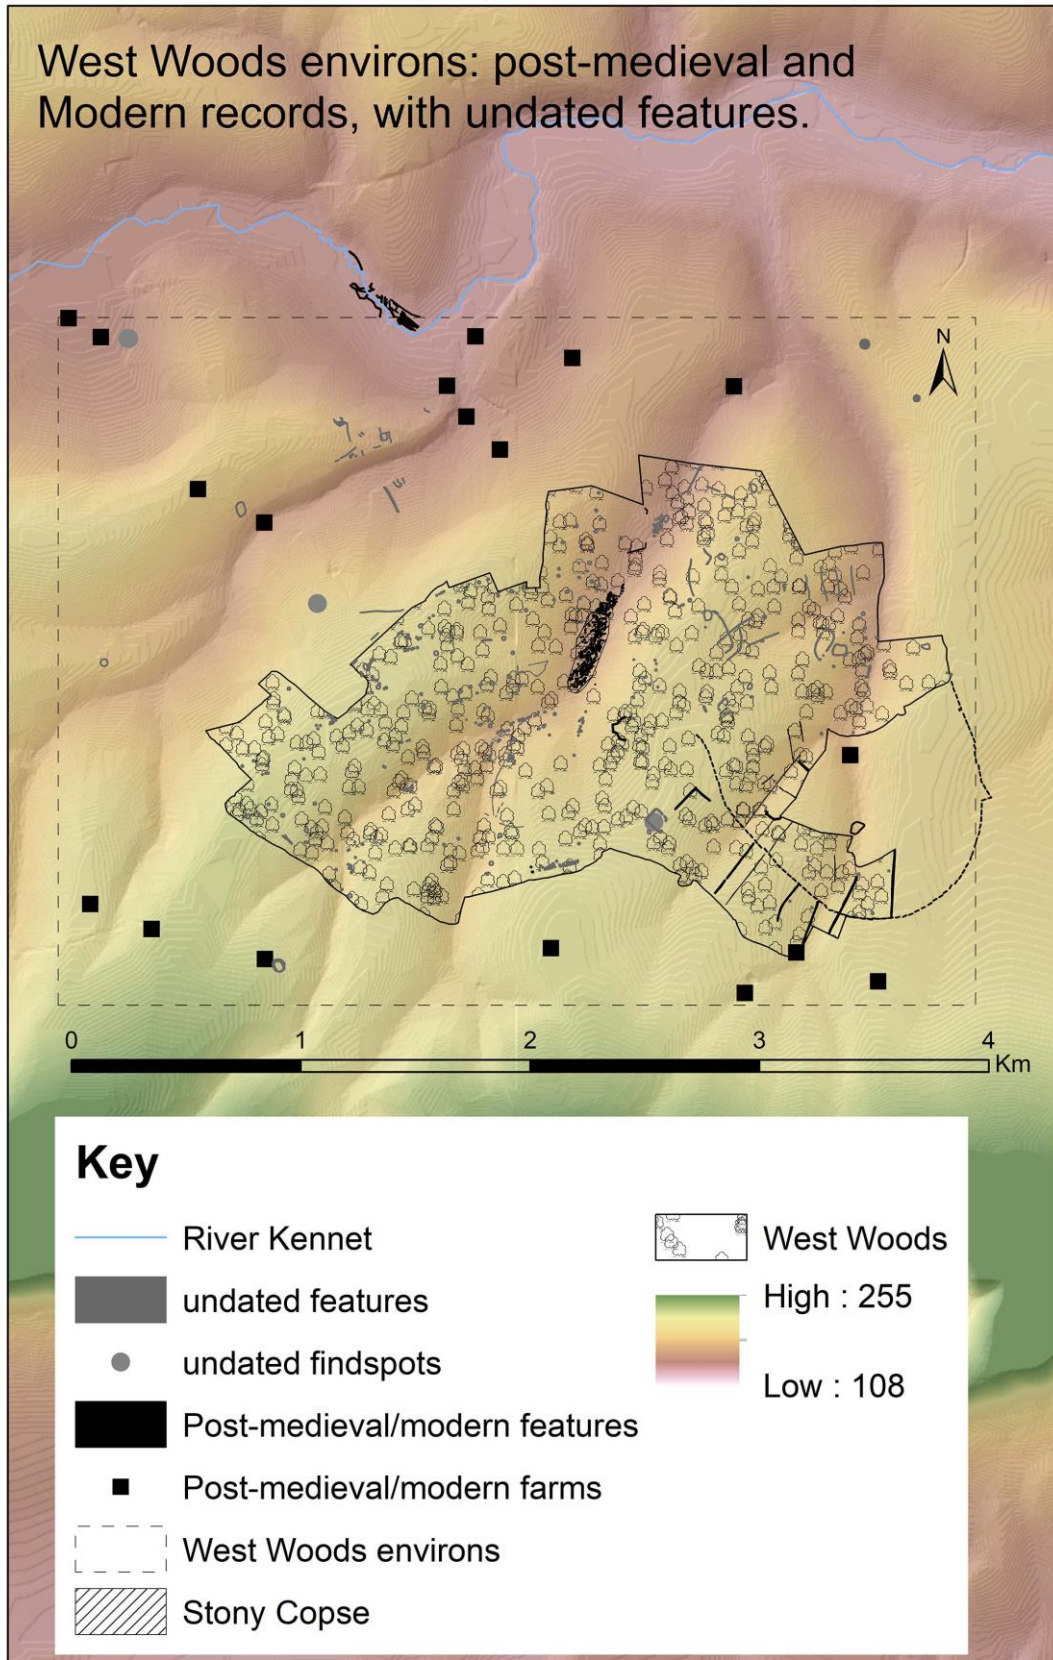 West Woods environs: post-medieval and
Modern records, with undated features.
N
0 1 2 3 4
Km
Key
River Kennet
undated features
undated findspots
Post-medieval/modern features
Post-medieval/modern farms
West Woods environs
Stony Copse
West Woods
High : 255
Low : 108